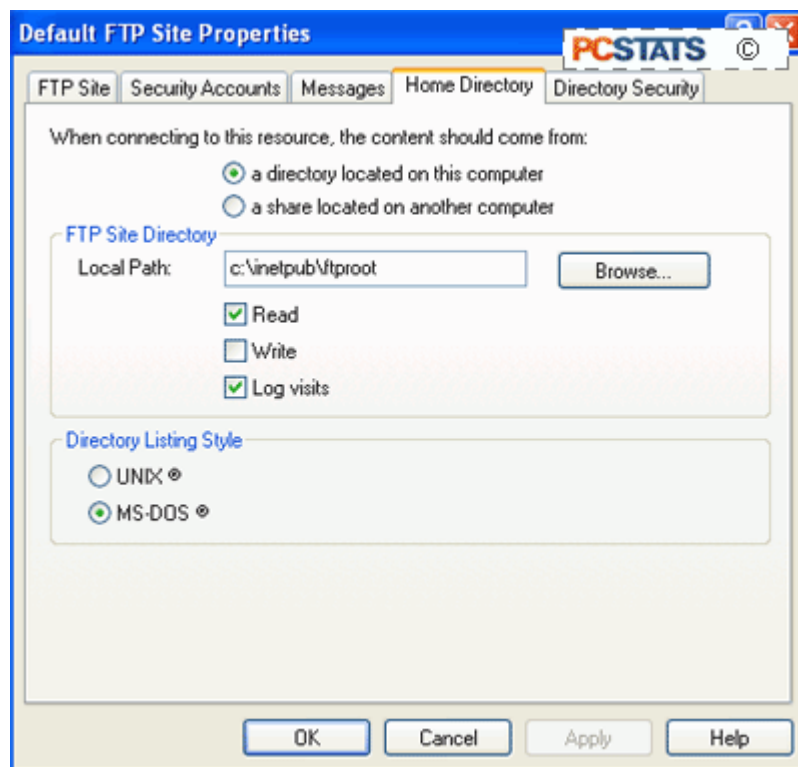 Default FTP Site Properties
PCSTATS ©
FTP Site Security Accounts Messages Home Directory Directory Security
When connecting to this resource, the content should come from:
a directory located on this computer
a share located on another computer
FTP Site Directory
Local Path: c:\inetpub\ftproot Browse...
Read
Write
Log visits
Directory Listing Style
UNIX ®
MS-DOS ®
OK Cancel Apply Help